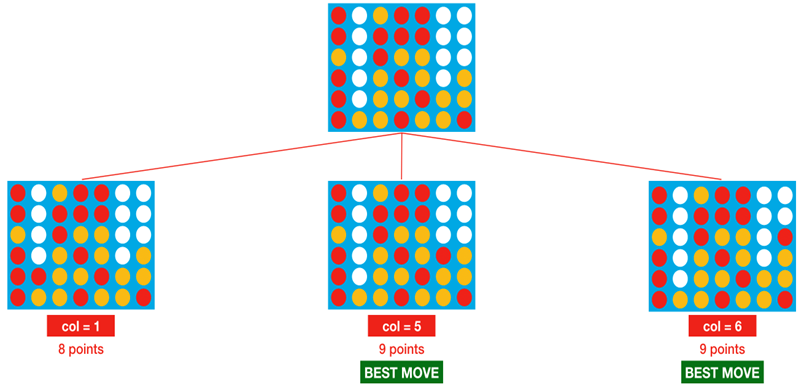 col = 1
8 points
col = 5
9 points
BEST MOVE
col = 6
9 points
BEST MOVE